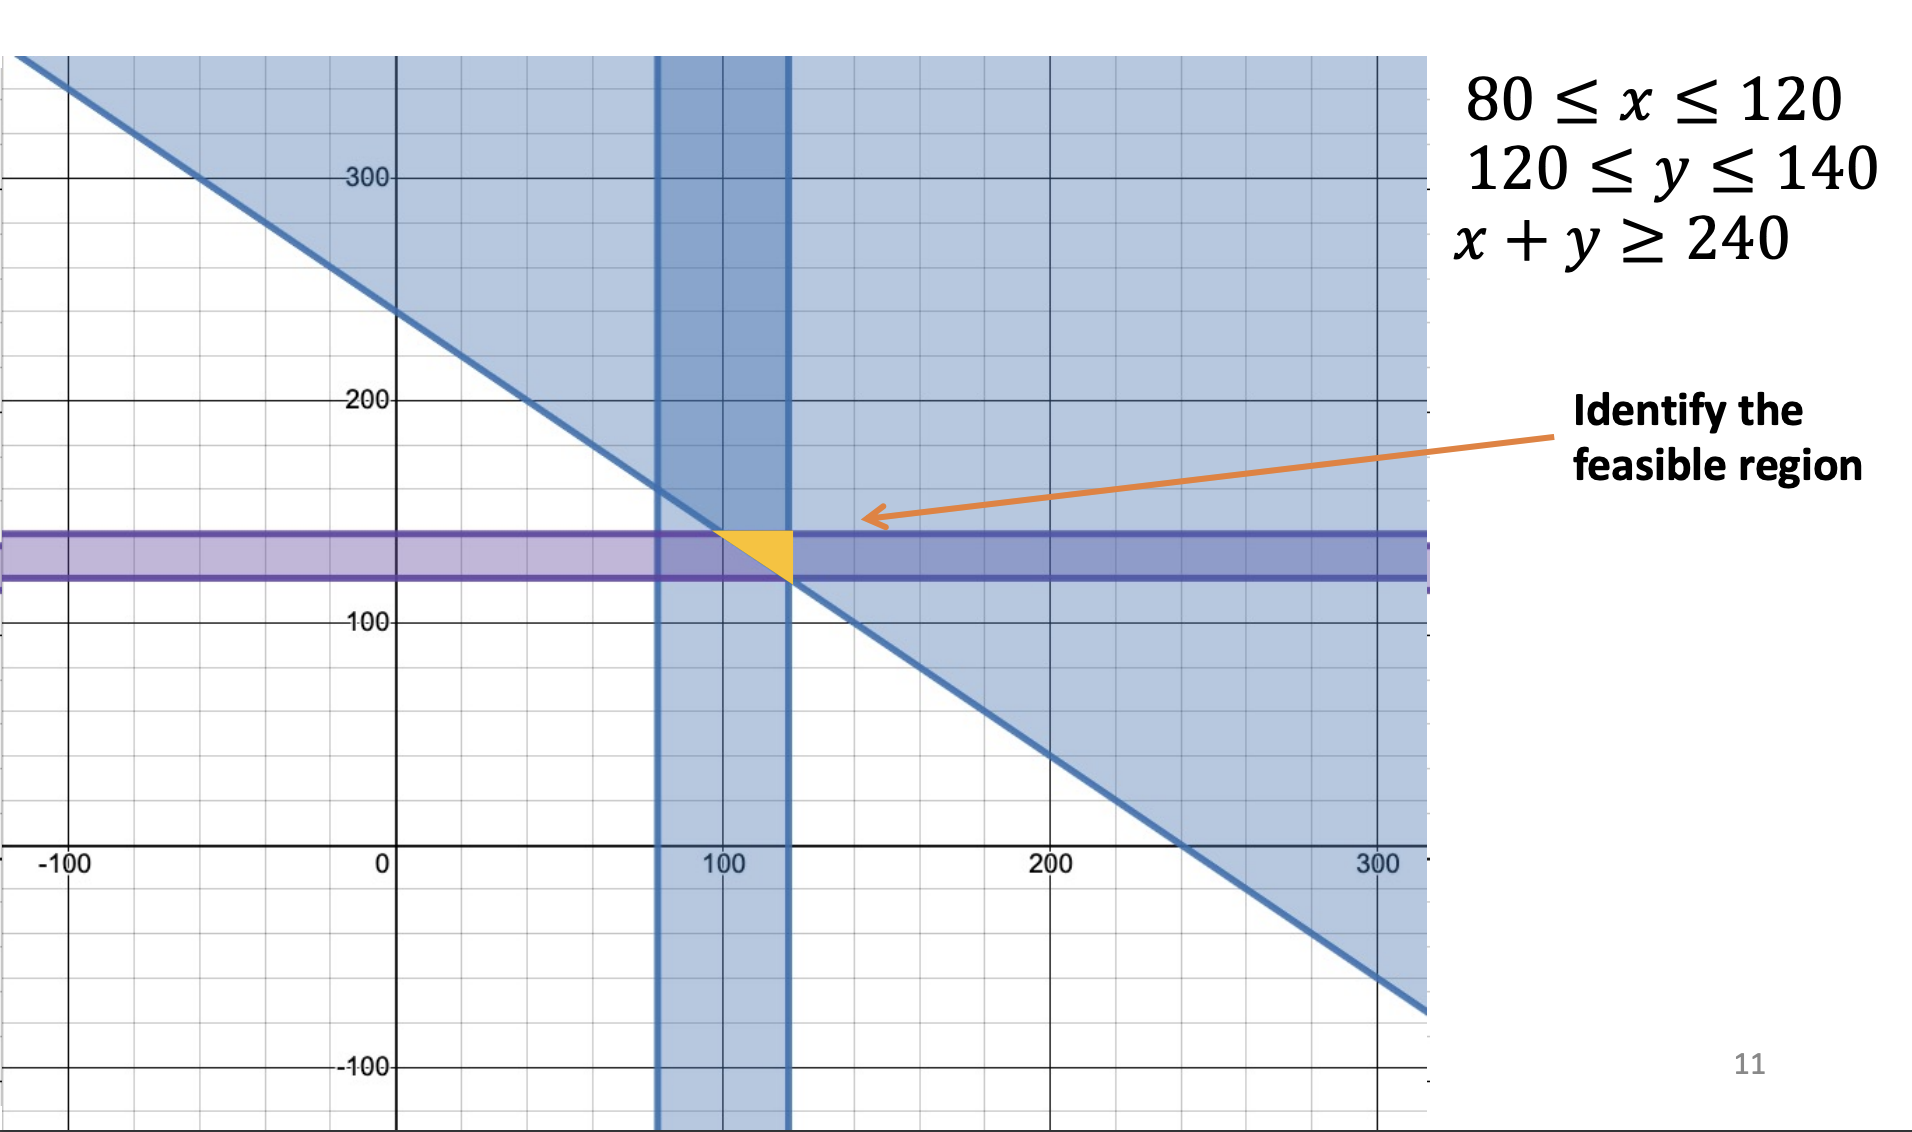 80 ≤ x ≤ 120
120 ≤ y ≤ 140
x + y ≥ 240
300
200
Identify the
feasible region
100
-100 0 100 200 300
-100
11